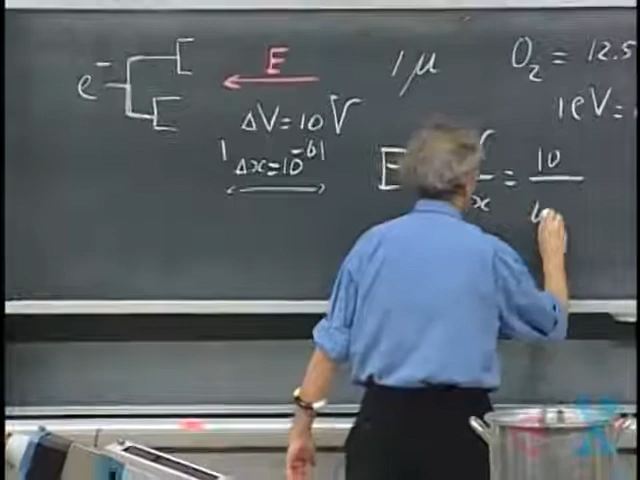 e⁻
E
1μ
O₂ = 12.5
1eV =
ΔV = 10 V
Δx = 10⁻⁶
E
x = 10